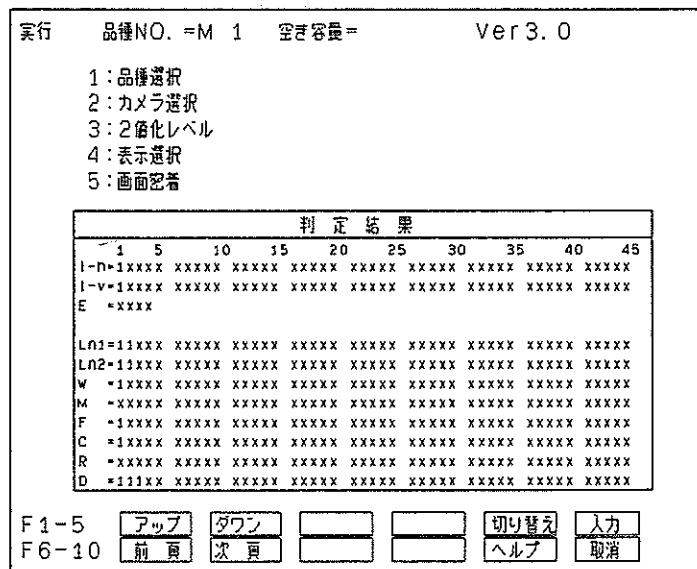 実行 品種NO. =M 1 空き容量= Ver3. 0
1：品種選択
2：カメラ選択
3：2値化レベル
4：表示選択
5：画面密着
判 定 結 果
1 5 10 15 20 25 30 35 40 45
l-n=1xxxx xxxxx xxxxx xxxxx xxxxx xxxxx xxxxx xxxxx xxxxx
l-v=1xxxx xxxxx xxxxx xxxxx xxxxx xxxxx xxxxx xxxxx xxxxx
E =xxxx
Ln1=11xxx xxxxx xxxxx xxxxx xxxxx xxxxx xxxxx xxxxx xxxxx
Ln2=11xxx xxxxx xxxxx xxxxx xxxxx xxxxx xxxxx xxxxx xxxxx
W =1xxxx xxxxx xxxxx xxxxx xxxxx xxxxx xxxxx xxxxx xxxxx
M =xxxxx xxxxx xxxxx xxxxx xxxxx xxxxx xxxxx xxxxx xxxxx
F =1xxxx xxxxx xxxxx xxxxx xxxxx xxxxx xxxxx xxxxx xxxxx
C =1xxxx xxxxx xxxxx xxxxx xxxxx xxxxx xxxxx xxxxx xxxxx
R =xxxxx xxxxx xxxxx xxxxx xxxxx xxxxx xxxxx xxxxx xxxxx
D =111xx xxxxx xxxxx xxxxx xxxxx xxxxx xxxxx xxxxx xxxxx
F1-5 アップ ダウン 切り替え 入力
F6-10 前 頁 次 頁 ヘルプ 取消